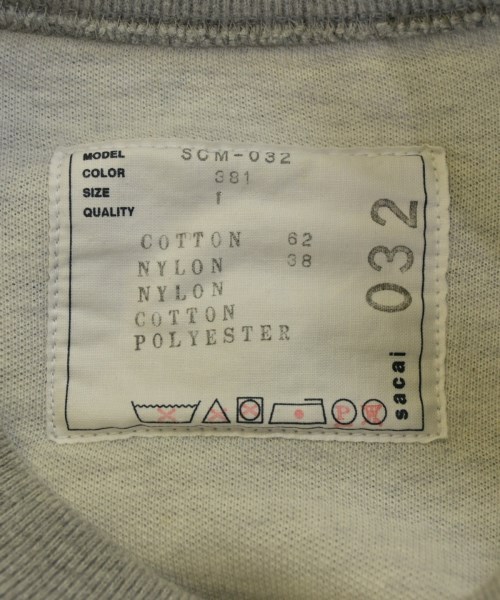 MODEL SCM-032
COLOR 381
SIZE 1
QUALITY
COTTON 62
NYLON 38
NYLON
COTTON
POLYESTER
P W
sacai 032